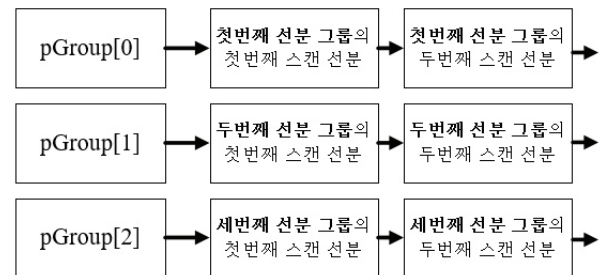 pGroup[0]
첫번째 선분 그룹의
첫번째 스캔 선분
첫번째 선분 그룹의
두번째 스캔 선분
pGroup[1]
두번째 선분 그룹의
첫번째 스캔 선분
두번째 선분 그룹의
두번째 스캔 선분
pGroup[2]
세번째 선분 그룹의
첫번째 스캔 선분
세번째 선분 그룹의
두번째 스캔 선분